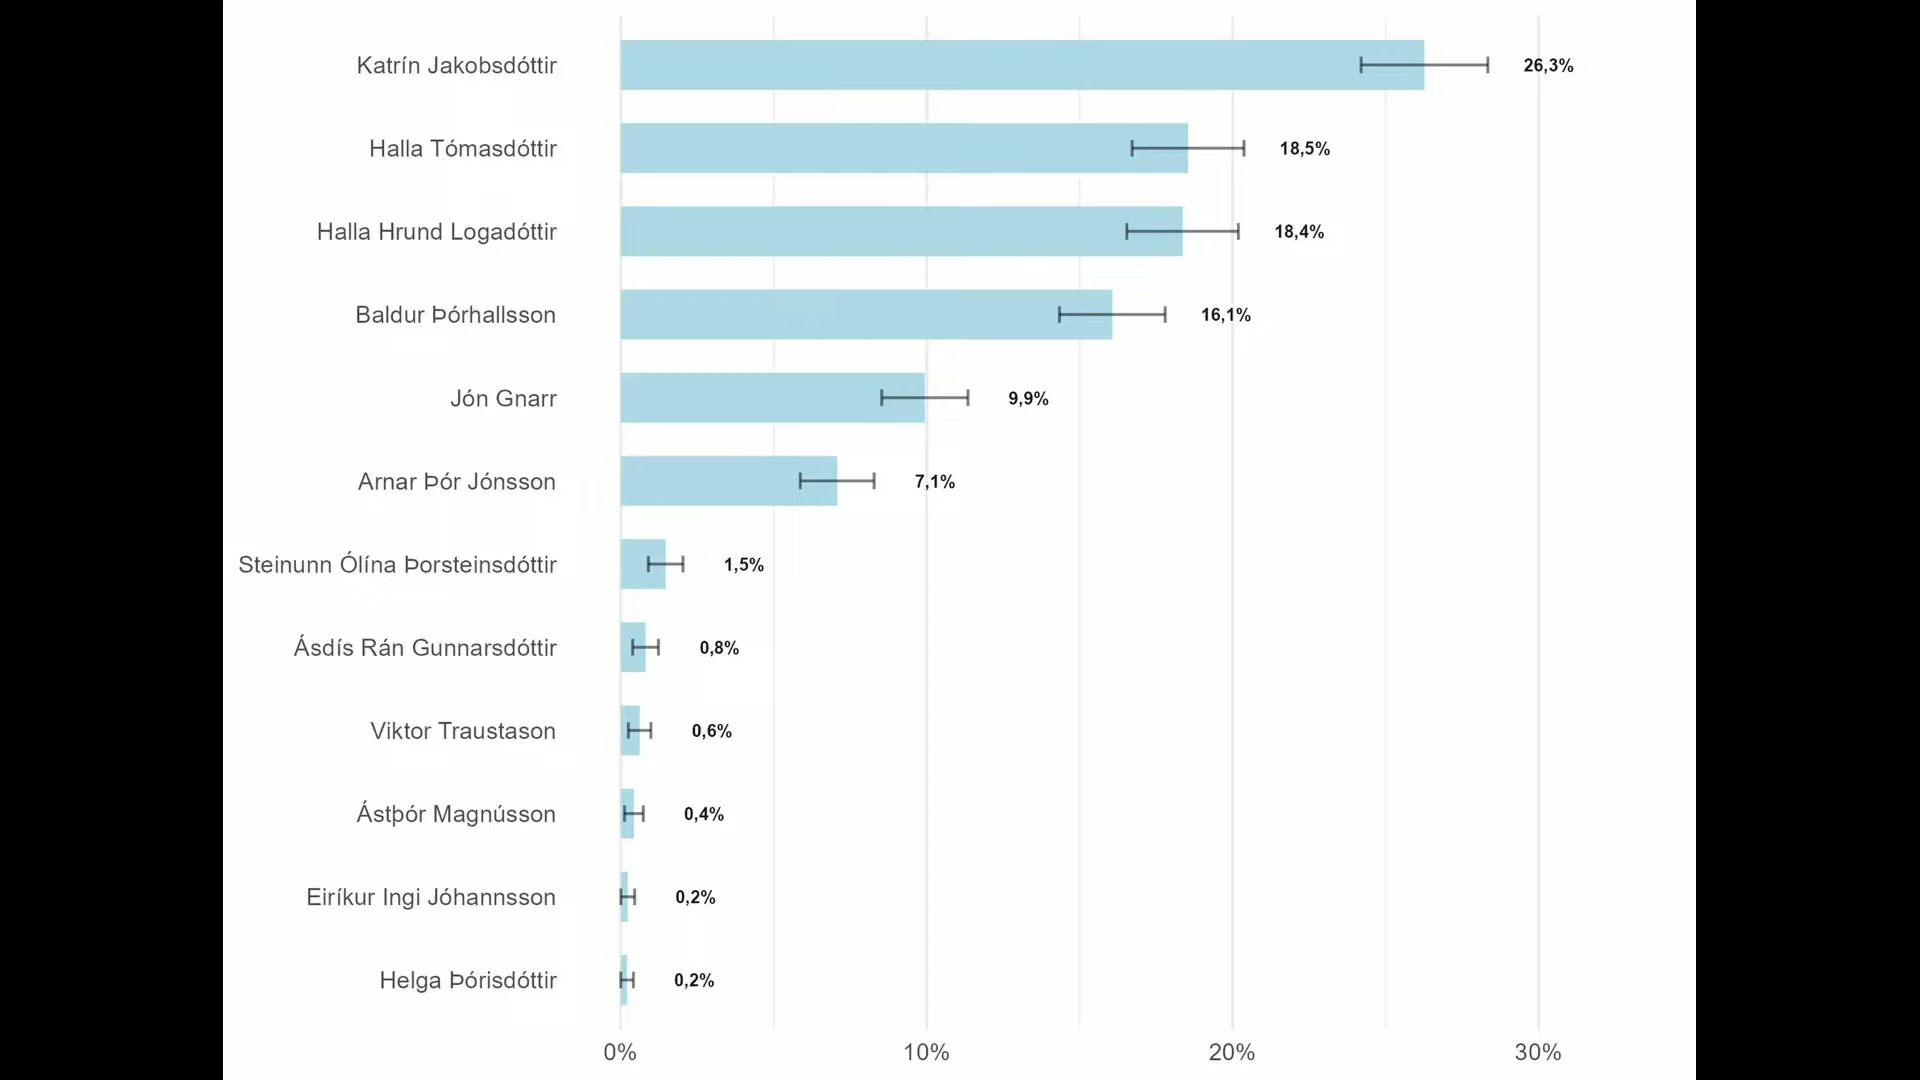 Katrín Jakobsdóttir 26,3%
Halla Tómasdóttir 18,5%
Halla Hrund Logadóttir 18,4%
Baldur Þórhallsson 16,1%
Jón Gnarr 9,9%
Arnar Þór Jónsson 7,1%
Steinunn Ólína Þorsteinsdóttir 1,5%
Ásdís Rán Gunnarsdóttir 0,8%
Viktor Traustason 0,6%
Ástþór Magnússon 0,4%
Eiríkur Ingi Jóhannsson 0,2%
Helga Þórisdóttir 0,2%
0% 10% 20% 30%